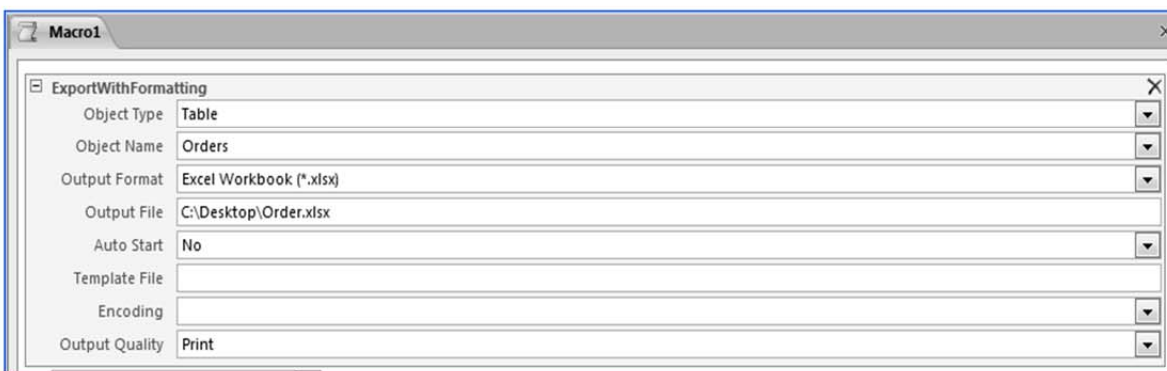 Macro1
ExportWithFormatting
Object Type Table
Object Name Orders
Output Format Excel Workbook (*.xlsx)
Output File C:\Desktop\Order.xlsx
Auto Start No
Template File
Encoding
Output Quality Print